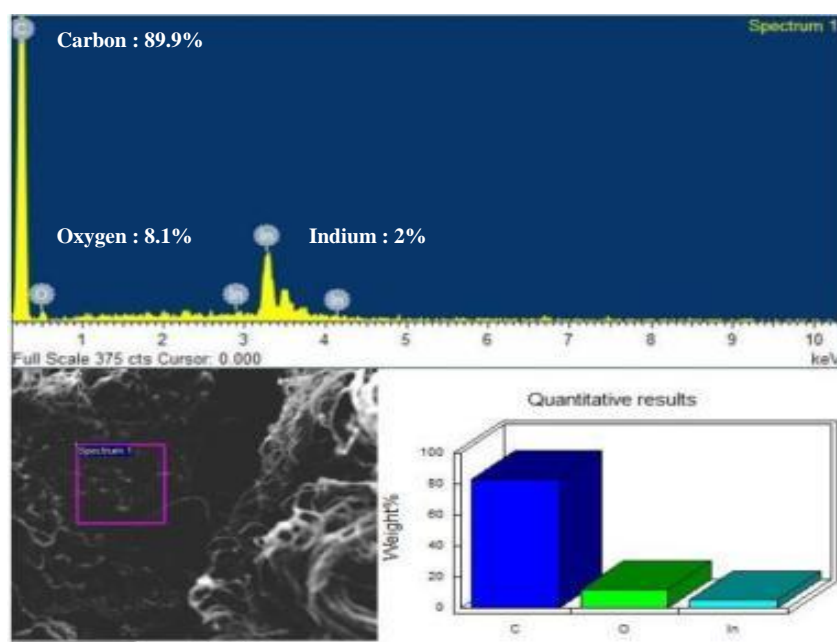 C
Carbon : 89.9%
Spectrum 1
Oxygen : 8.1%
In
Indium : 2%
O
In
In
1 2 3 4 5 6 7 8 9 10
Full Scale 375 cts Cursor: 0.000
keV
Spectrum 1
Quantitative results
Weight%
100
80
60
40
20
0
C O In